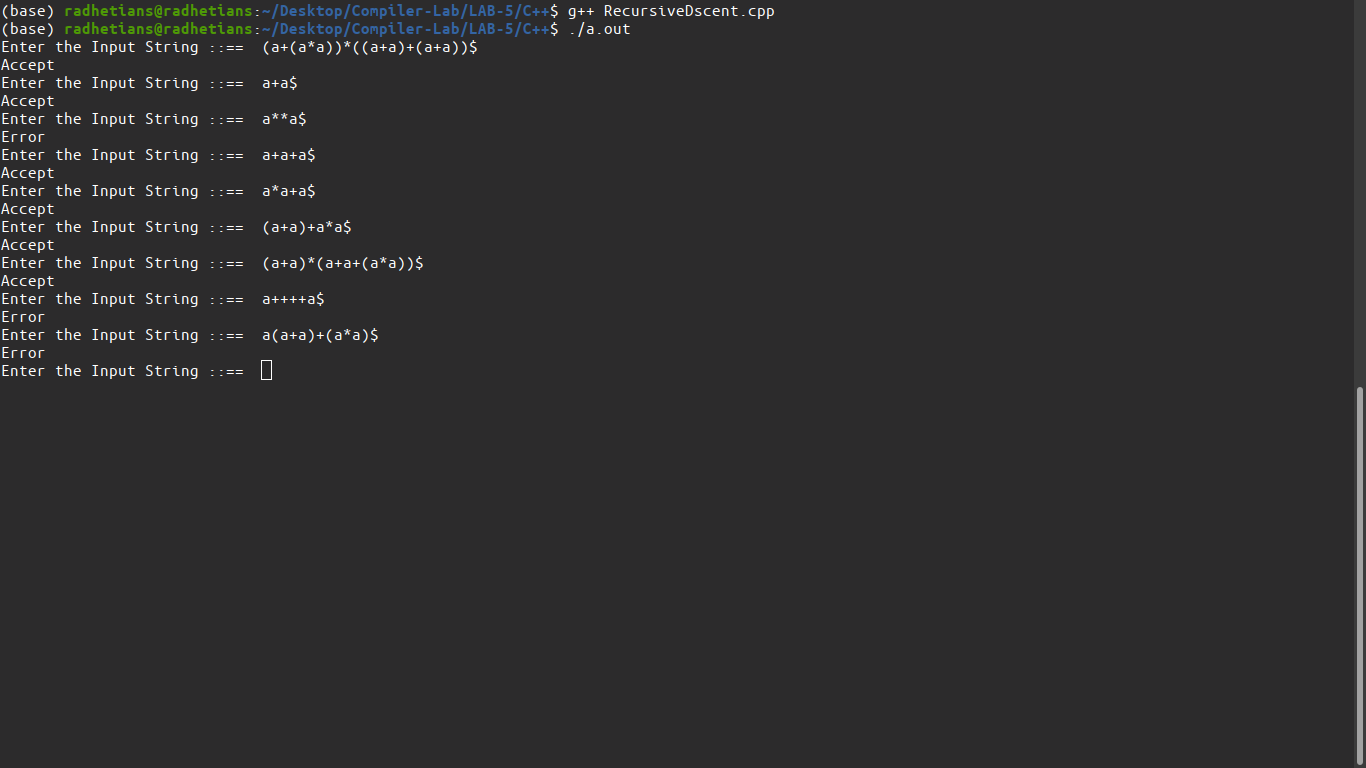 (base) radhetians@radhetians:~/Desktop/Compiler-Lab/LAB-5/C++$ g++ RecursiveDscent.cpp
(base) radhetians@radhetians:~/Desktop/Compiler-Lab/LAB-5/C++$ ./a.out
Enter the Input String ::==  (a+(a*a))*((a+a)+(a+a))$
Accept
Enter the Input String ::==  a+a$
Accept
Enter the Input String ::==  a**a$
Error
Enter the Input String ::==  a+a+a$
Accept
Enter the Input String ::==  a*a+a$
Accept
Enter the Input String ::==  (a+a)+a*a$
Accept
Enter the Input String ::==  (a+a)*(a+a+(a*a))$
Accept
Enter the Input String ::==  a++++a$
Error
Enter the Input String ::==  a(a+a)+(a*a)$
Error
Enter the Input String ::==